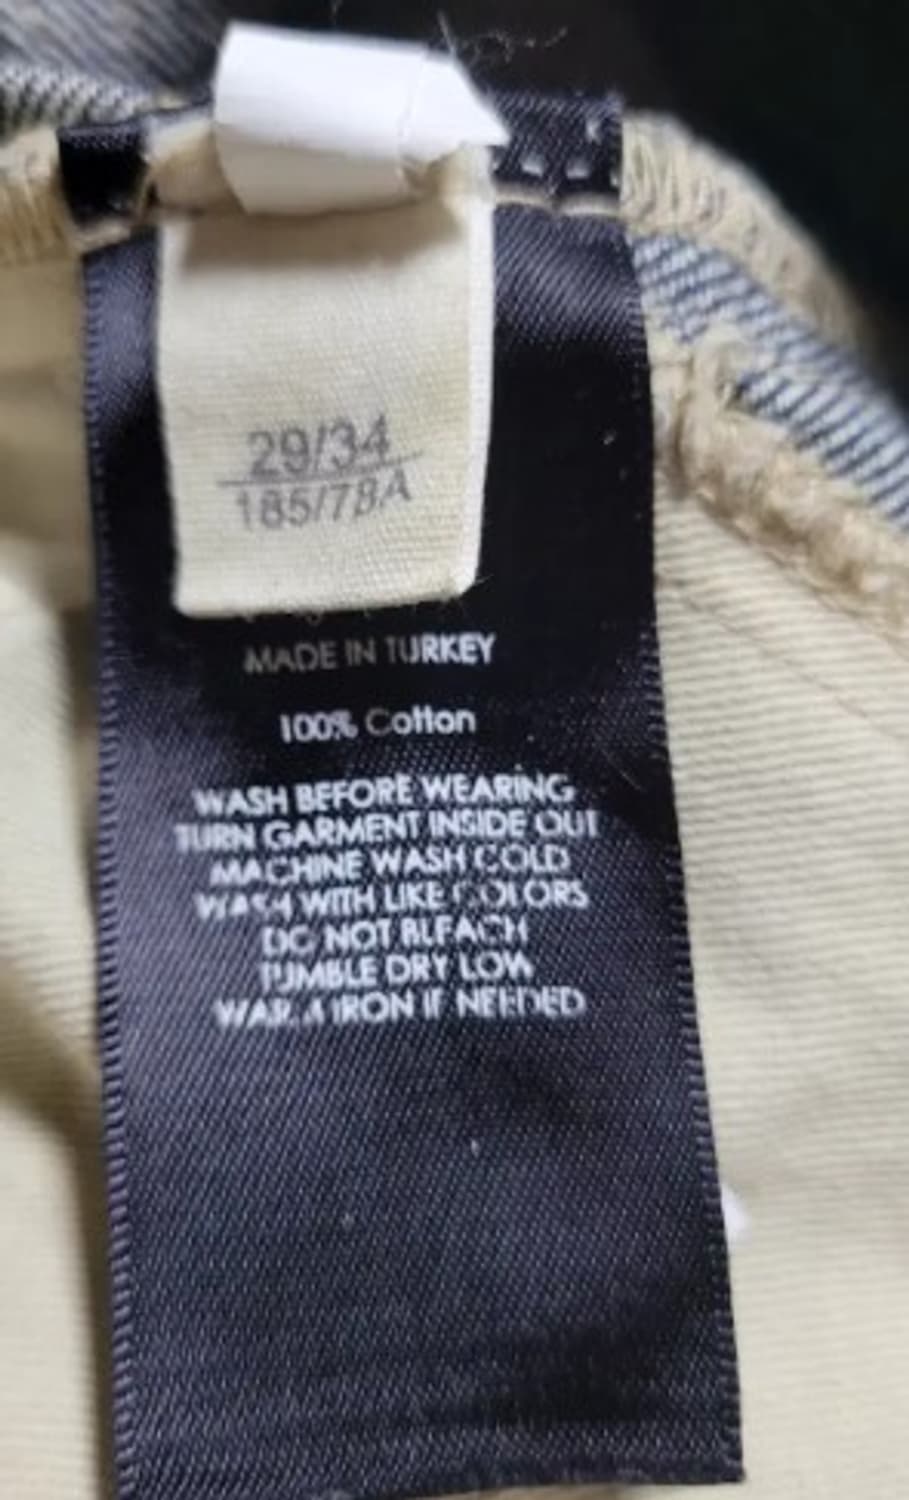 29/34
185/78A
MADE IN TURKEY
100% Cotton
WASH BEFORE WEARING
TURN GARMENT INSIDE OUT
MACHINE WASH COLD
WASH WITH LIKE COLORS
DO NOT BLEACH
TUMBLE DRY LOW
WARM IRON IF NEEDED